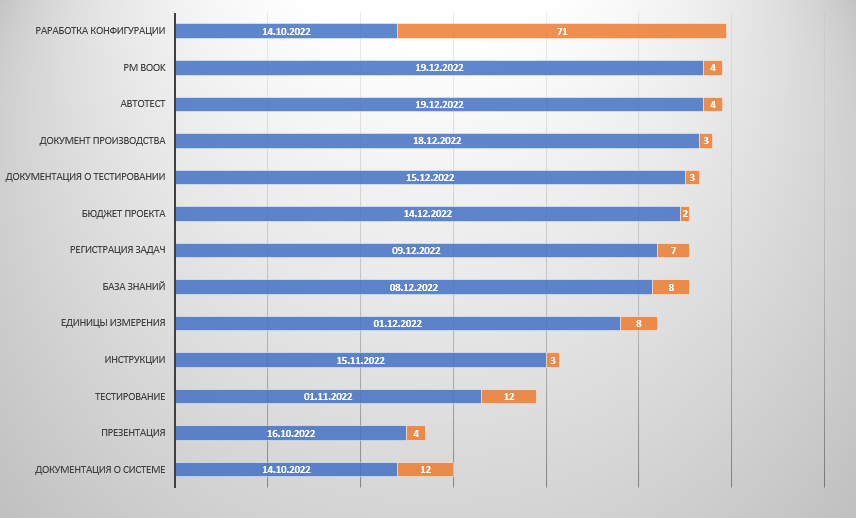 РАРАБОТКА КОНФИГУРАЦИИ 14.10.2022 71
PM BOOK 19.12.2022 4
АВТОТЕСТ 19.12.2022 4
ДОКУМЕНТ ПРОИЗВОДСТВА 18.12.2022 3
ДОКУМЕНТАЦИЯ О ТЕСТИРОВАНИИ 15.12.2022 3
БЮДЖЕТ ПРОЕКТА 14.12.2022 2
РЕГИСТРАЦИЯ ЗАДАЧ 09.12.2022 7
БАЗА ЗНАНИЙ 08.12.2022 8
ЕДИНИЦЫ ИЗМЕРЕНИЯ 01.12.2022 8
ИНСТРУКЦИИ 15.11.2022 3
ТЕСТИРОВАНИЕ 01.11.2022 12
ПРЕЗЕНТАЦИЯ 16.10.2022 4
ДОКУМЕНТАЦИЯ О СИСТЕМЕ 14.10.2022 12